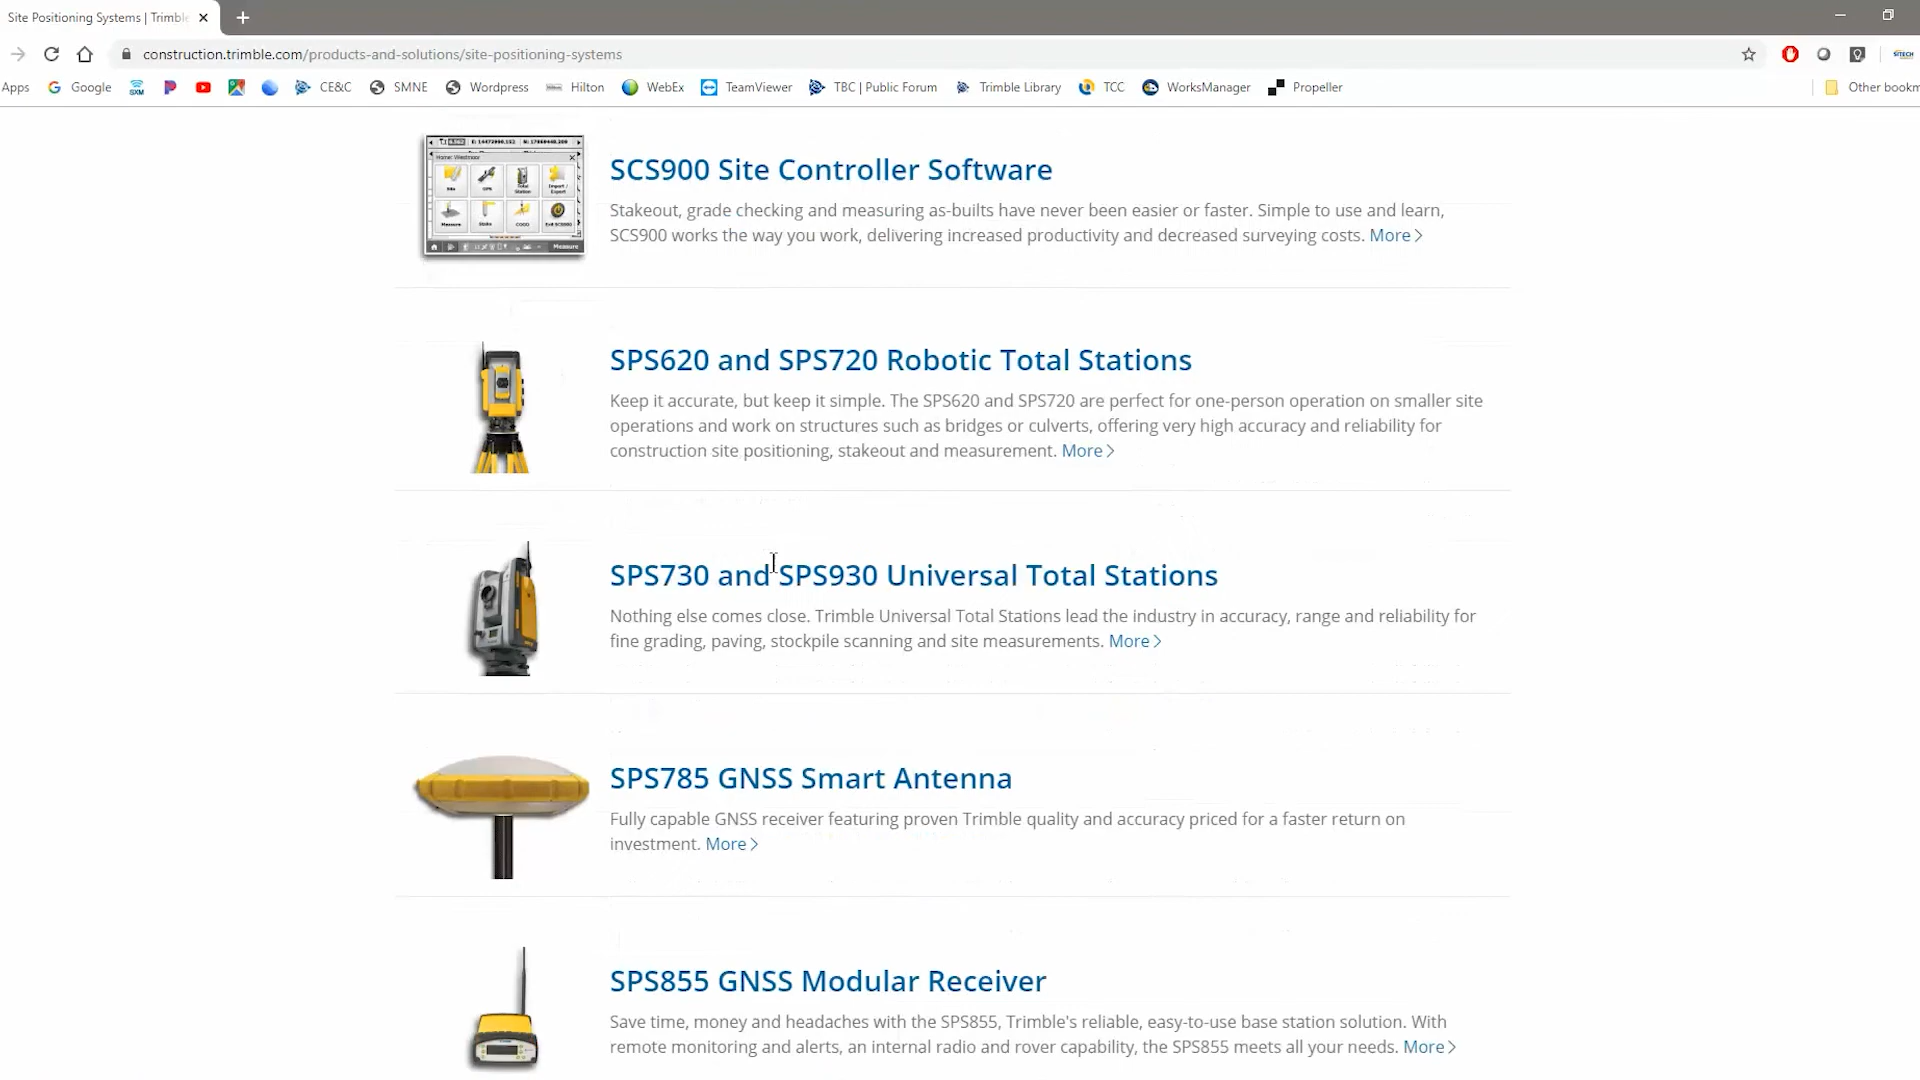 Site Positioning Systems | Trimble
construction.trimble.com/products-and-solutions/site-positioning-systems
Apps Google CE&C SMNE Wordpress Hilton WebEx TeamViewer TBC | Public Forum Trimble Library TCC WorksManager Propeller Other bookm
SCS900 Site Controller Software
Stakeout, grade checking and measuring as-builts have never been easier or faster. Simple to use and learn,
SCS900 works the way you work, delivering increased productivity and decreased surveying costs. More >
SPS620 and SPS720 Robotic Total Stations
Keep it accurate, but keep it simple. The SPS620 and SPS720 are perfect for one-person operation on smaller site
operations and work on structures such as bridges or culverts, offering very high accuracy and reliability for
construction site positioning, stakeout and measurement. More >
SPS730 and SPS930 Universal Total Stations
Nothing else comes close. Trimble Universal Total Stations lead the industry in accuracy, range and reliability for
fine grading, paving, stockpile scanning and site measurements. More >
SPS785 GNSS Smart Antenna
Fully capable GNSS receiver featuring proven Trimble quality and accuracy priced for a faster return on
investment. More >
SPS855 GNSS Modular Receiver
Save time, money and headaches with the SPS855, Trimble's reliable, easy-to-use base station solution. With
remote monitoring and alerts, an internal radio and rover capability, the SPS855 meets all your needs. More >